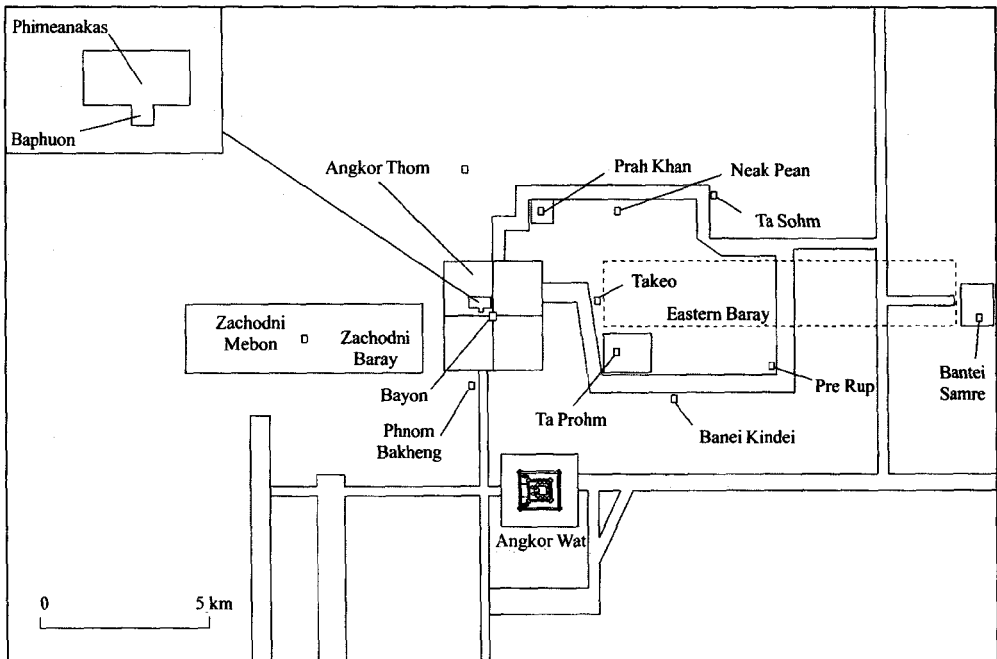 Phimeanakas
Baphuon
Angkor Thom
Prah Khan
Neak Pean
Ta Sohm
Takeo
Eastern Baray
Zachodni
Mebon
Zachodni
Baray
Bayon
Ta Prohm
Pre Rup
Bantei
Samre
Phnom
Bakheng
Banei Kindei
Angkor Wat
0 5 km